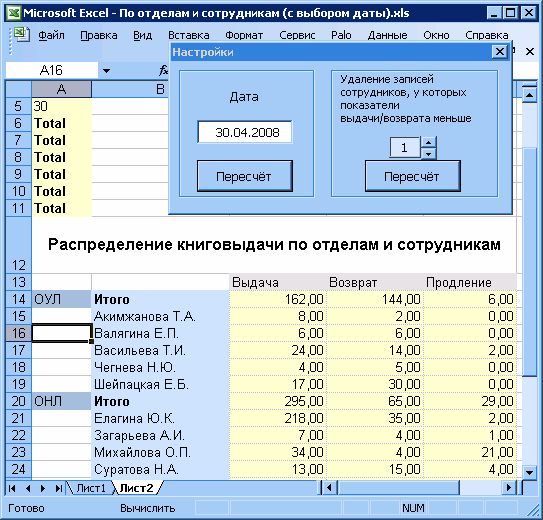 Microsoft Excel - По отделам и сотрудникам (с выбором даты).xls
Файл Правка Вид Вставка Формат Сервис Palo Данные Окно Справка
A16 fx
Настройки
Дата
30.04.2008
Пересчёт
Удаление записей
сотрудников, у которых
показатели
выдачи/возврата меньше
1
Пересчёт
A B
5 30
6 Total
7 Total
8 Total
9 Total
10 Total
11 Total
12 Распределение книговыдачи по отделам и сотрудникам
13 Выдача Возврат Продление
14 ОУЛ Итого 162,00 144,00 6,00
15 Акимжанова Т.А. 8,00 2,00 0,00
16 Валягина Е.П. 6,00 6,00 0,00
17 Васильева Т.И. 24,00 14,00 2,00
18 Чегнева Н.Ю. 4,00 5,00 0,00
19 Шейпацкая Е.Б. 17,00 30,00 0,00
20 ОНЛ Итого 295,00 65,00 29,00
21 Елагина Ю.К. 218,00 35,00 2,00
22 Загарьева А.И. 7,00 4,00 1,00
23 Михайлова О.П. 34,00 4,00 21,00
24 Суратова Н.А. 13,00 15,00 4,00
Лист1 Лист2
Готово Вычислить NUM